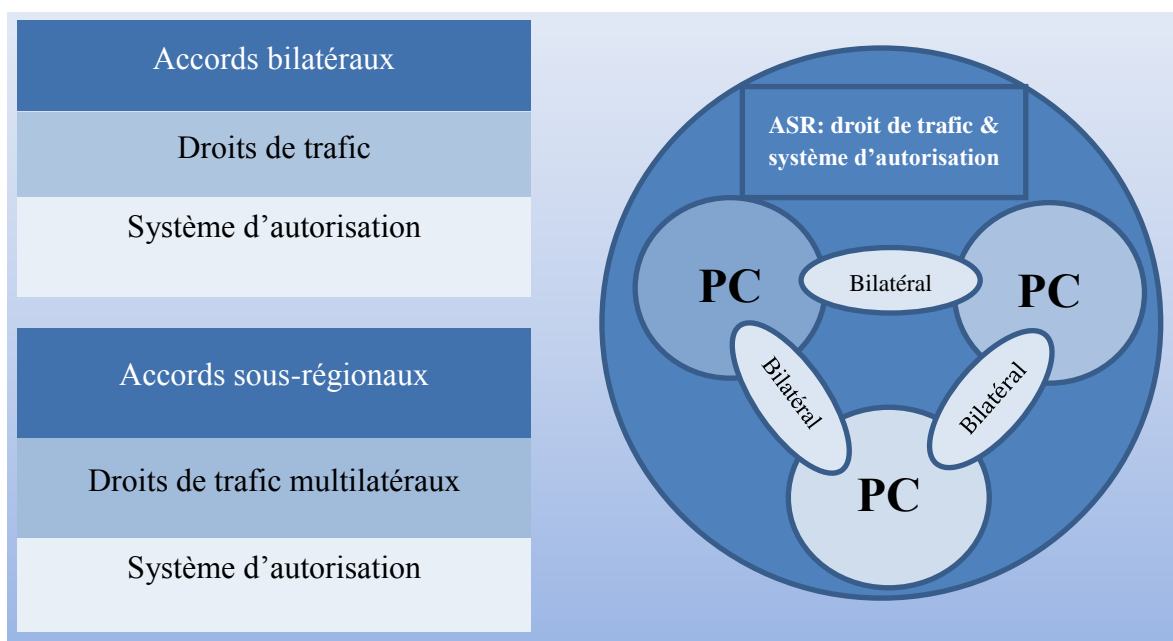 Accords bilatéraux
Droits de trafic
Système d’autorisation
Accords sous-régionaux
Droits de trafic multilatéraux
Système d’autorisation
ASR: droit de trafic &
système d’autorisation
PC
Bilatéral
PC
Bilatéral
Bilatéral
PC